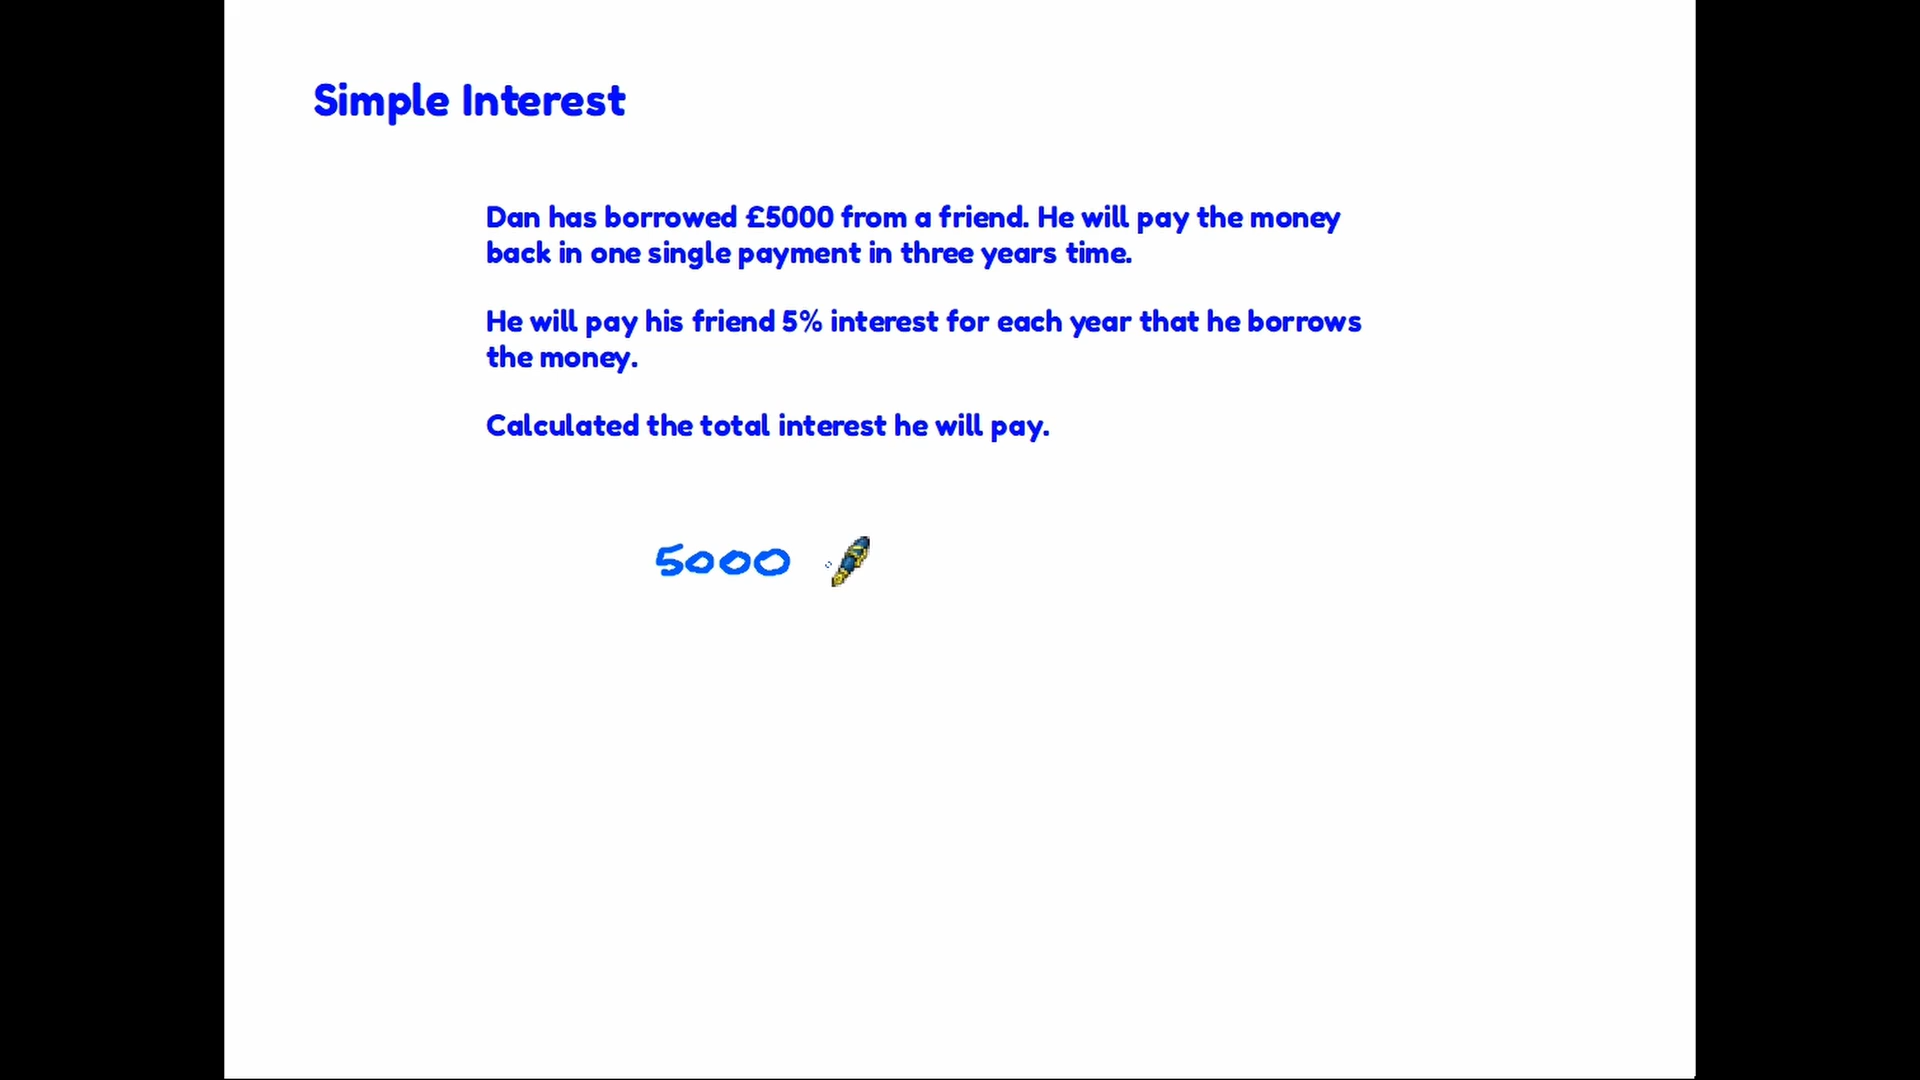 Simple Interest
Dan has borrowed £5000 from a friend. He will pay the money
back in one single payment in three years time.
He will pay his friend 5% interest for each year that he borrows
the money.
Calculated the total interest he will pay.
5000